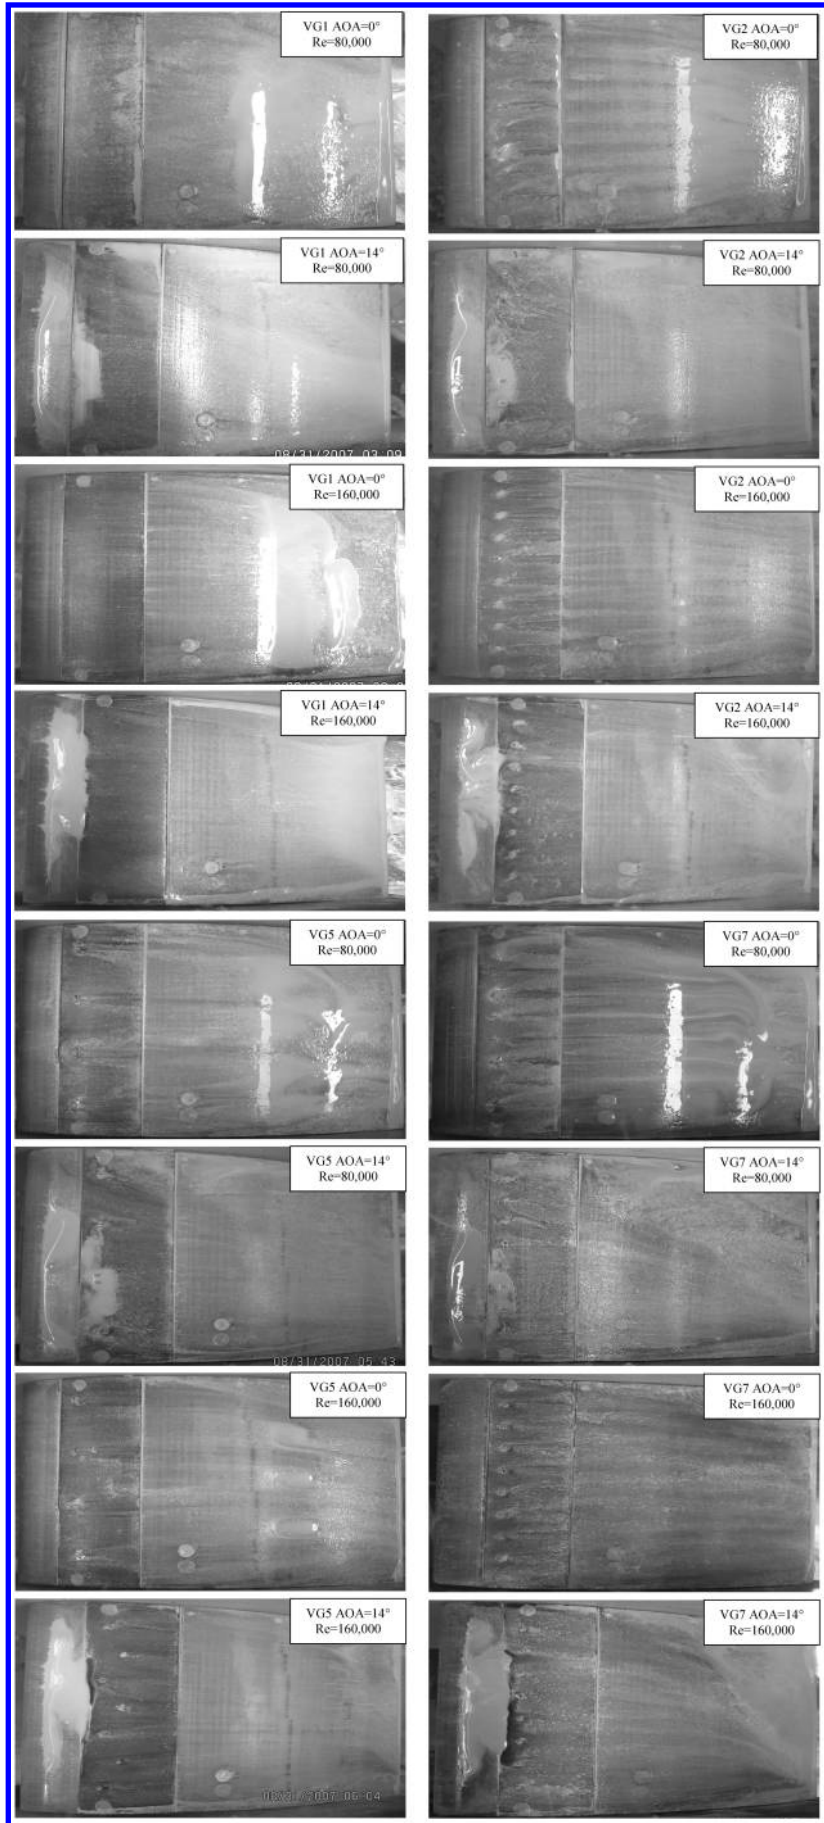 VG1 AOA=0°
Re=80,000
VG2 AOA=0°
Re=80,000
VG1 AOA=14°
Re=80,000
08/31/2007 03 09
VG2 AOA=14°
Re=80,000
VG1 AOA=0°
Re=160,000
VG2 AOA=0°
Re=160,000
VG1 AOA=14°
Re=160,000
VG2 AOA=14°
Re=160,000
VG5 AOA=0°
Re=80,000
VG7 AOA=0°
Re=80,000
VG5 AOA=14°
Re=80,000
08/31/2007 05 43
VG7 AOA=14°
Re=80,000
VG5 AOA=0°
Re=160,000
VG7 AOA=0°
Re=160,000
VG5 AOA=14°
Re=160,000
08/31/2007 06:04
VG7 AOA=14°
Re=160,000